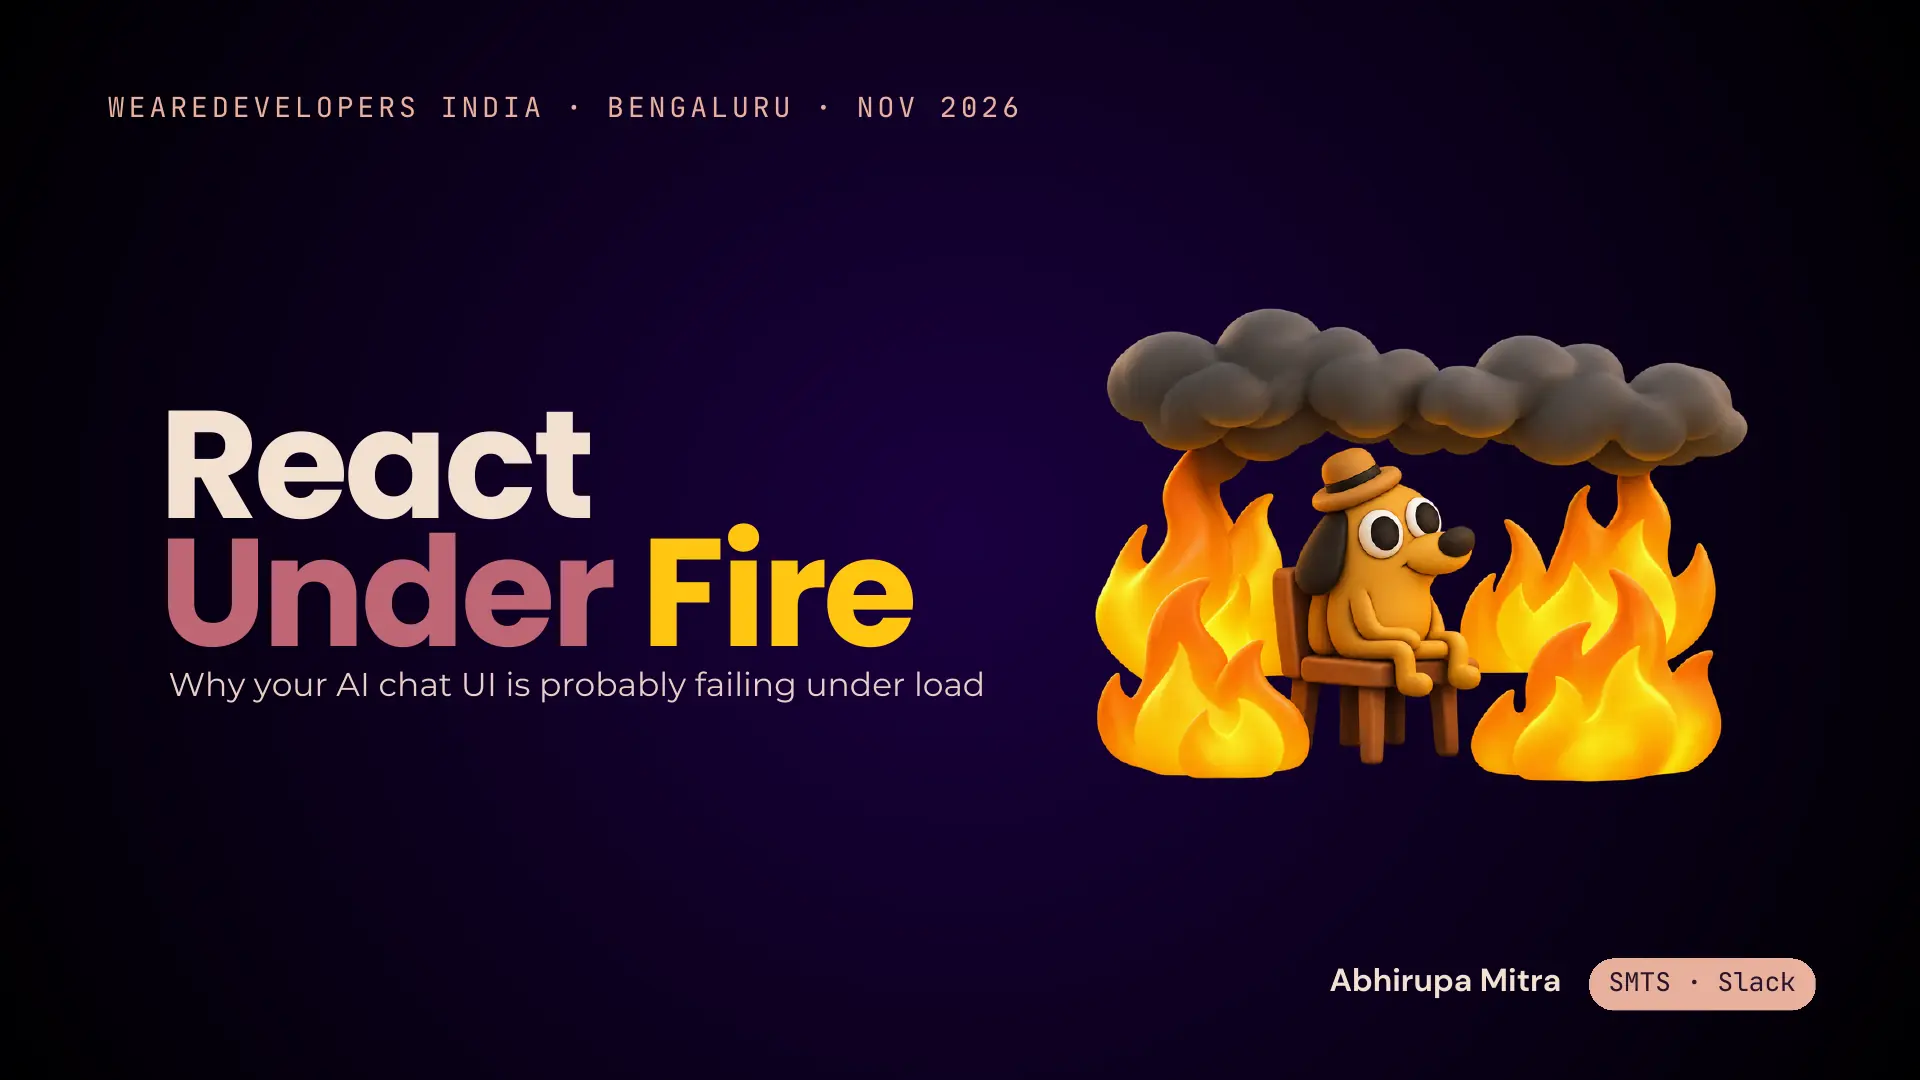 WEAREDEVELOPERS INDIA · BENGALURU · NOV 2026
React
Under Fire
Why your AI chat UI is probably failing under load
Abhirupa Mitra
SMTS · Slack